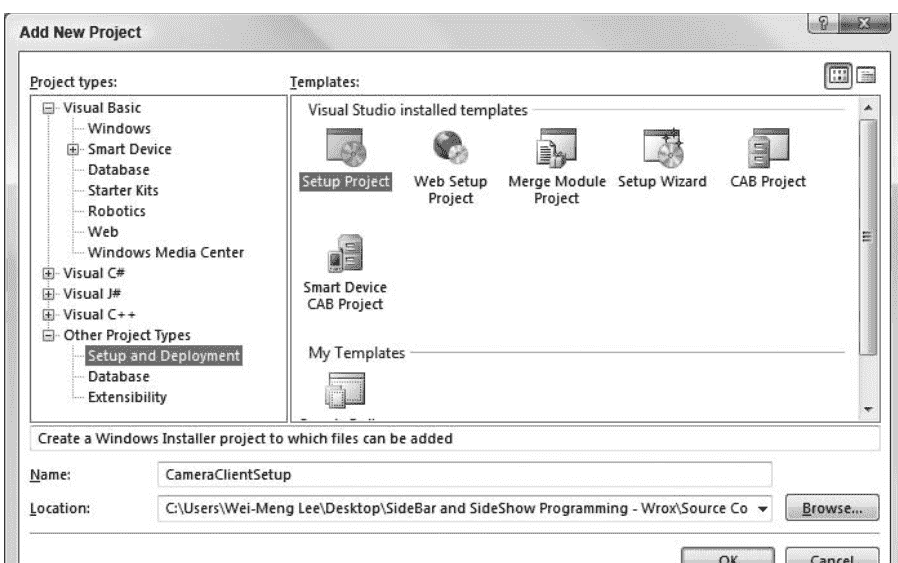 Add New Project
Project types:
Templates:
Visual Basic
Windows
Smart Device
Database
Starter Kits
Robotics
Web
Windows Media Center
Visual C#
Visual J#
Visual C++
Other Project Types
Setup and Deployment
Database
Extensibility
Visual Studio installed templates
Setup Project
Web Setup
Project
Merge Module
Project
Setup Wizard
CAB Project
Smart Device
CAB Project
My Templates
Create a Windows Installer project to which files can be added
Name:
CameraClientSetup
Location:
C:\Users\Wei-Meng Lee\Desktop\SideBar and SideShow Programming - Wrox\Source Co
Browse...
OK
Cancel